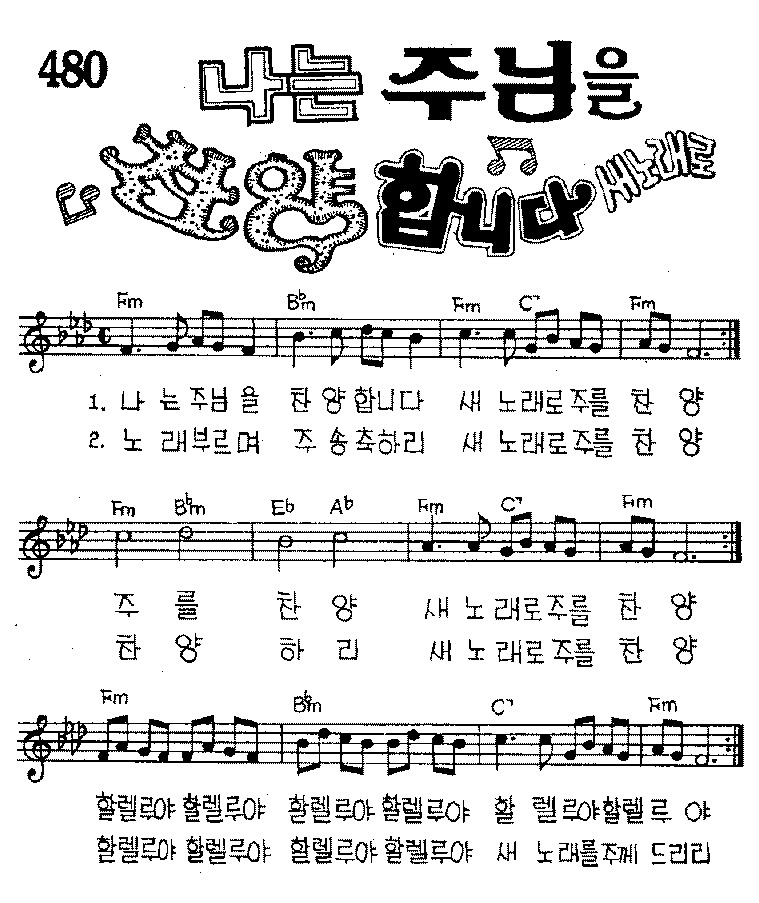 480
나는 주님을
찬양합니다 새노래로
Fm B♭m Fm C7 Fm
1. 나 는 주님 을 찬 양 합니다 새 노래로주를 찬 양
2. 노 래부르며 주 송축하리 새 노래로주를 찬 양
Fm B♭m Eb Ab Fm C7 Fm
주 를 찬 양 새 노 래로주를 찬 양
찬 양 하 리 새 노 래로주를 찬 양
Fm B♭m C7 Fm
할렐루야 할렐루야 할렐루야 할렐루야 할 렐루야할렐 루 야
할렐루야 할렐루야 할렐루야 할렐루야 새 노 래를주께 드리리